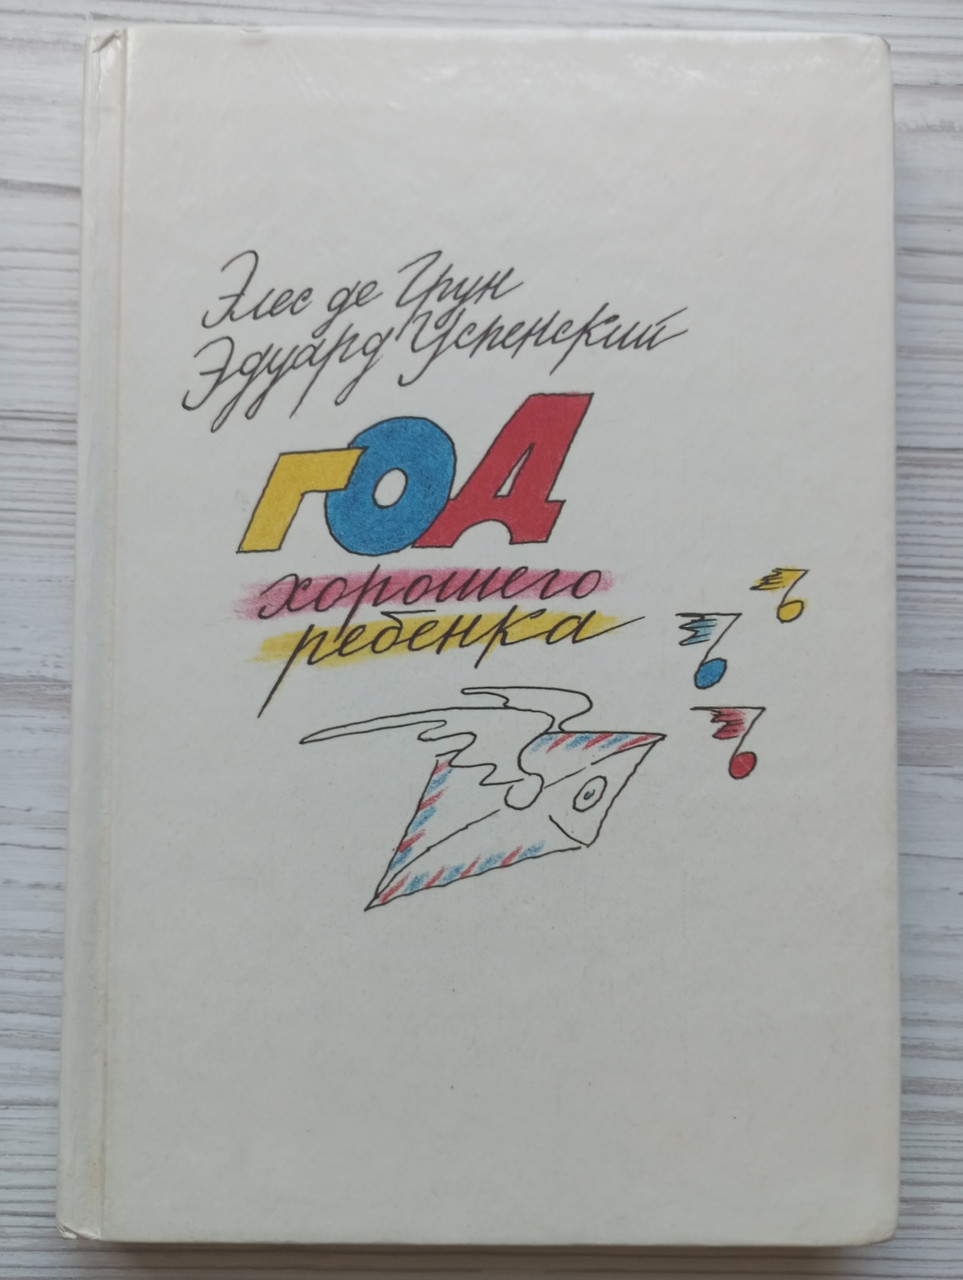 Элес де Грун
Эдуард Успенский
ГОД
хорошего
ребенка